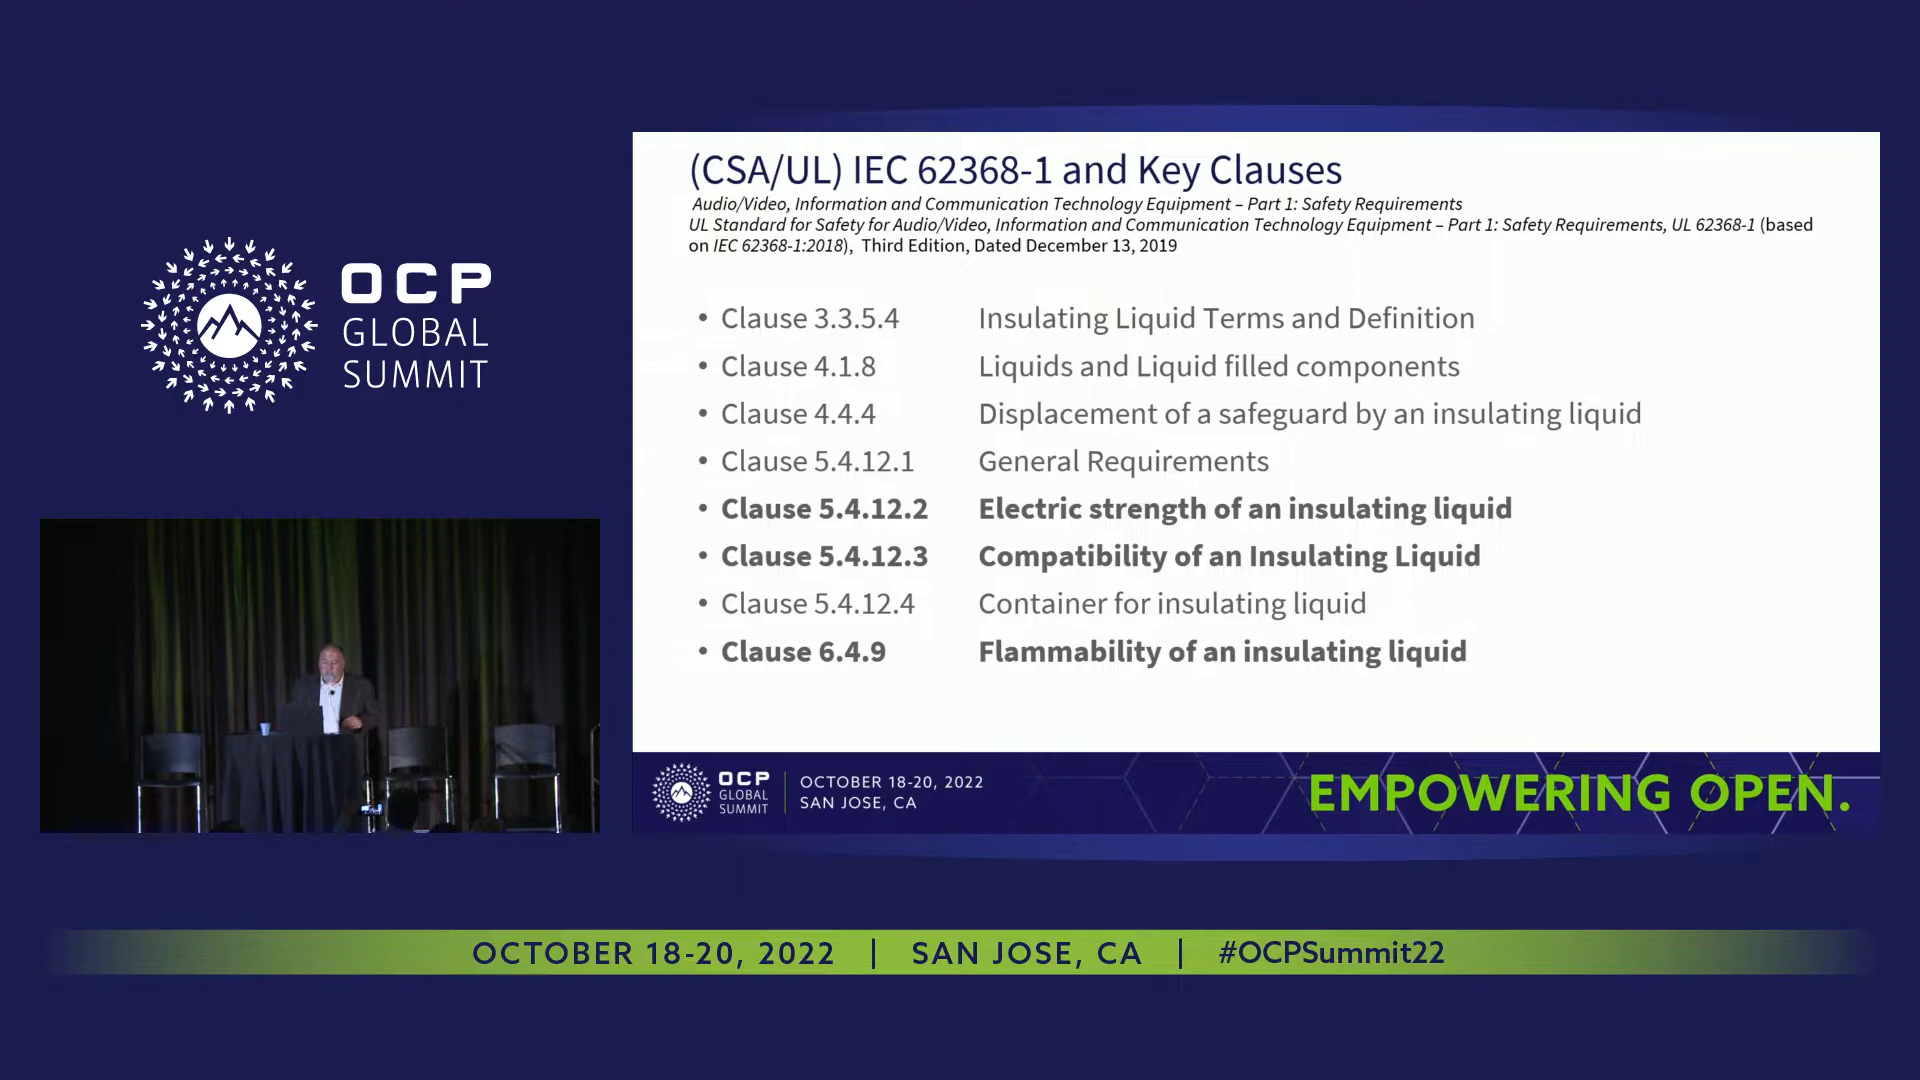 OCP
GLOBAL
SUMMIT
(CSA/UL) IEC 62368-1 and Key Clauses
Audio/Video, Information and Communication Technology Equipment – Part 1: Safety Requirements
UL Standard for Safety for Audio/Video, Information and Communication Technology Equipment – Part 1: Safety Requirements, UL 62368-1 (based
on IEC 62368-1:2018), Third Edition, Dated December 13, 2019
• Clause 3.3.5.4 Insulating Liquid Terms and Definition
• Clause 4.1.8 Liquids and Liquid filled components
• Clause 4.4.4 Displacement of a safeguard by an insulating liquid
• Clause 5.4.12.1 General Requirements
• Clause 5.4.12.2 Electric strength of an insulating liquid
• Clause 5.4.12.3 Compatibility of an Insulating Liquid
• Clause 5.4.12.4 Container for insulating liquid
• Clause 6.4.9 Flammability of an insulating liquid
OCP
GLOBAL
SUMMIT
OCTOBER 18-20, 2022
SAN JOSE, CA
EMPOWERING OPEN.
OCTOBER 18-20, 2022 | SAN JOSE, CA | #OCPSummit22